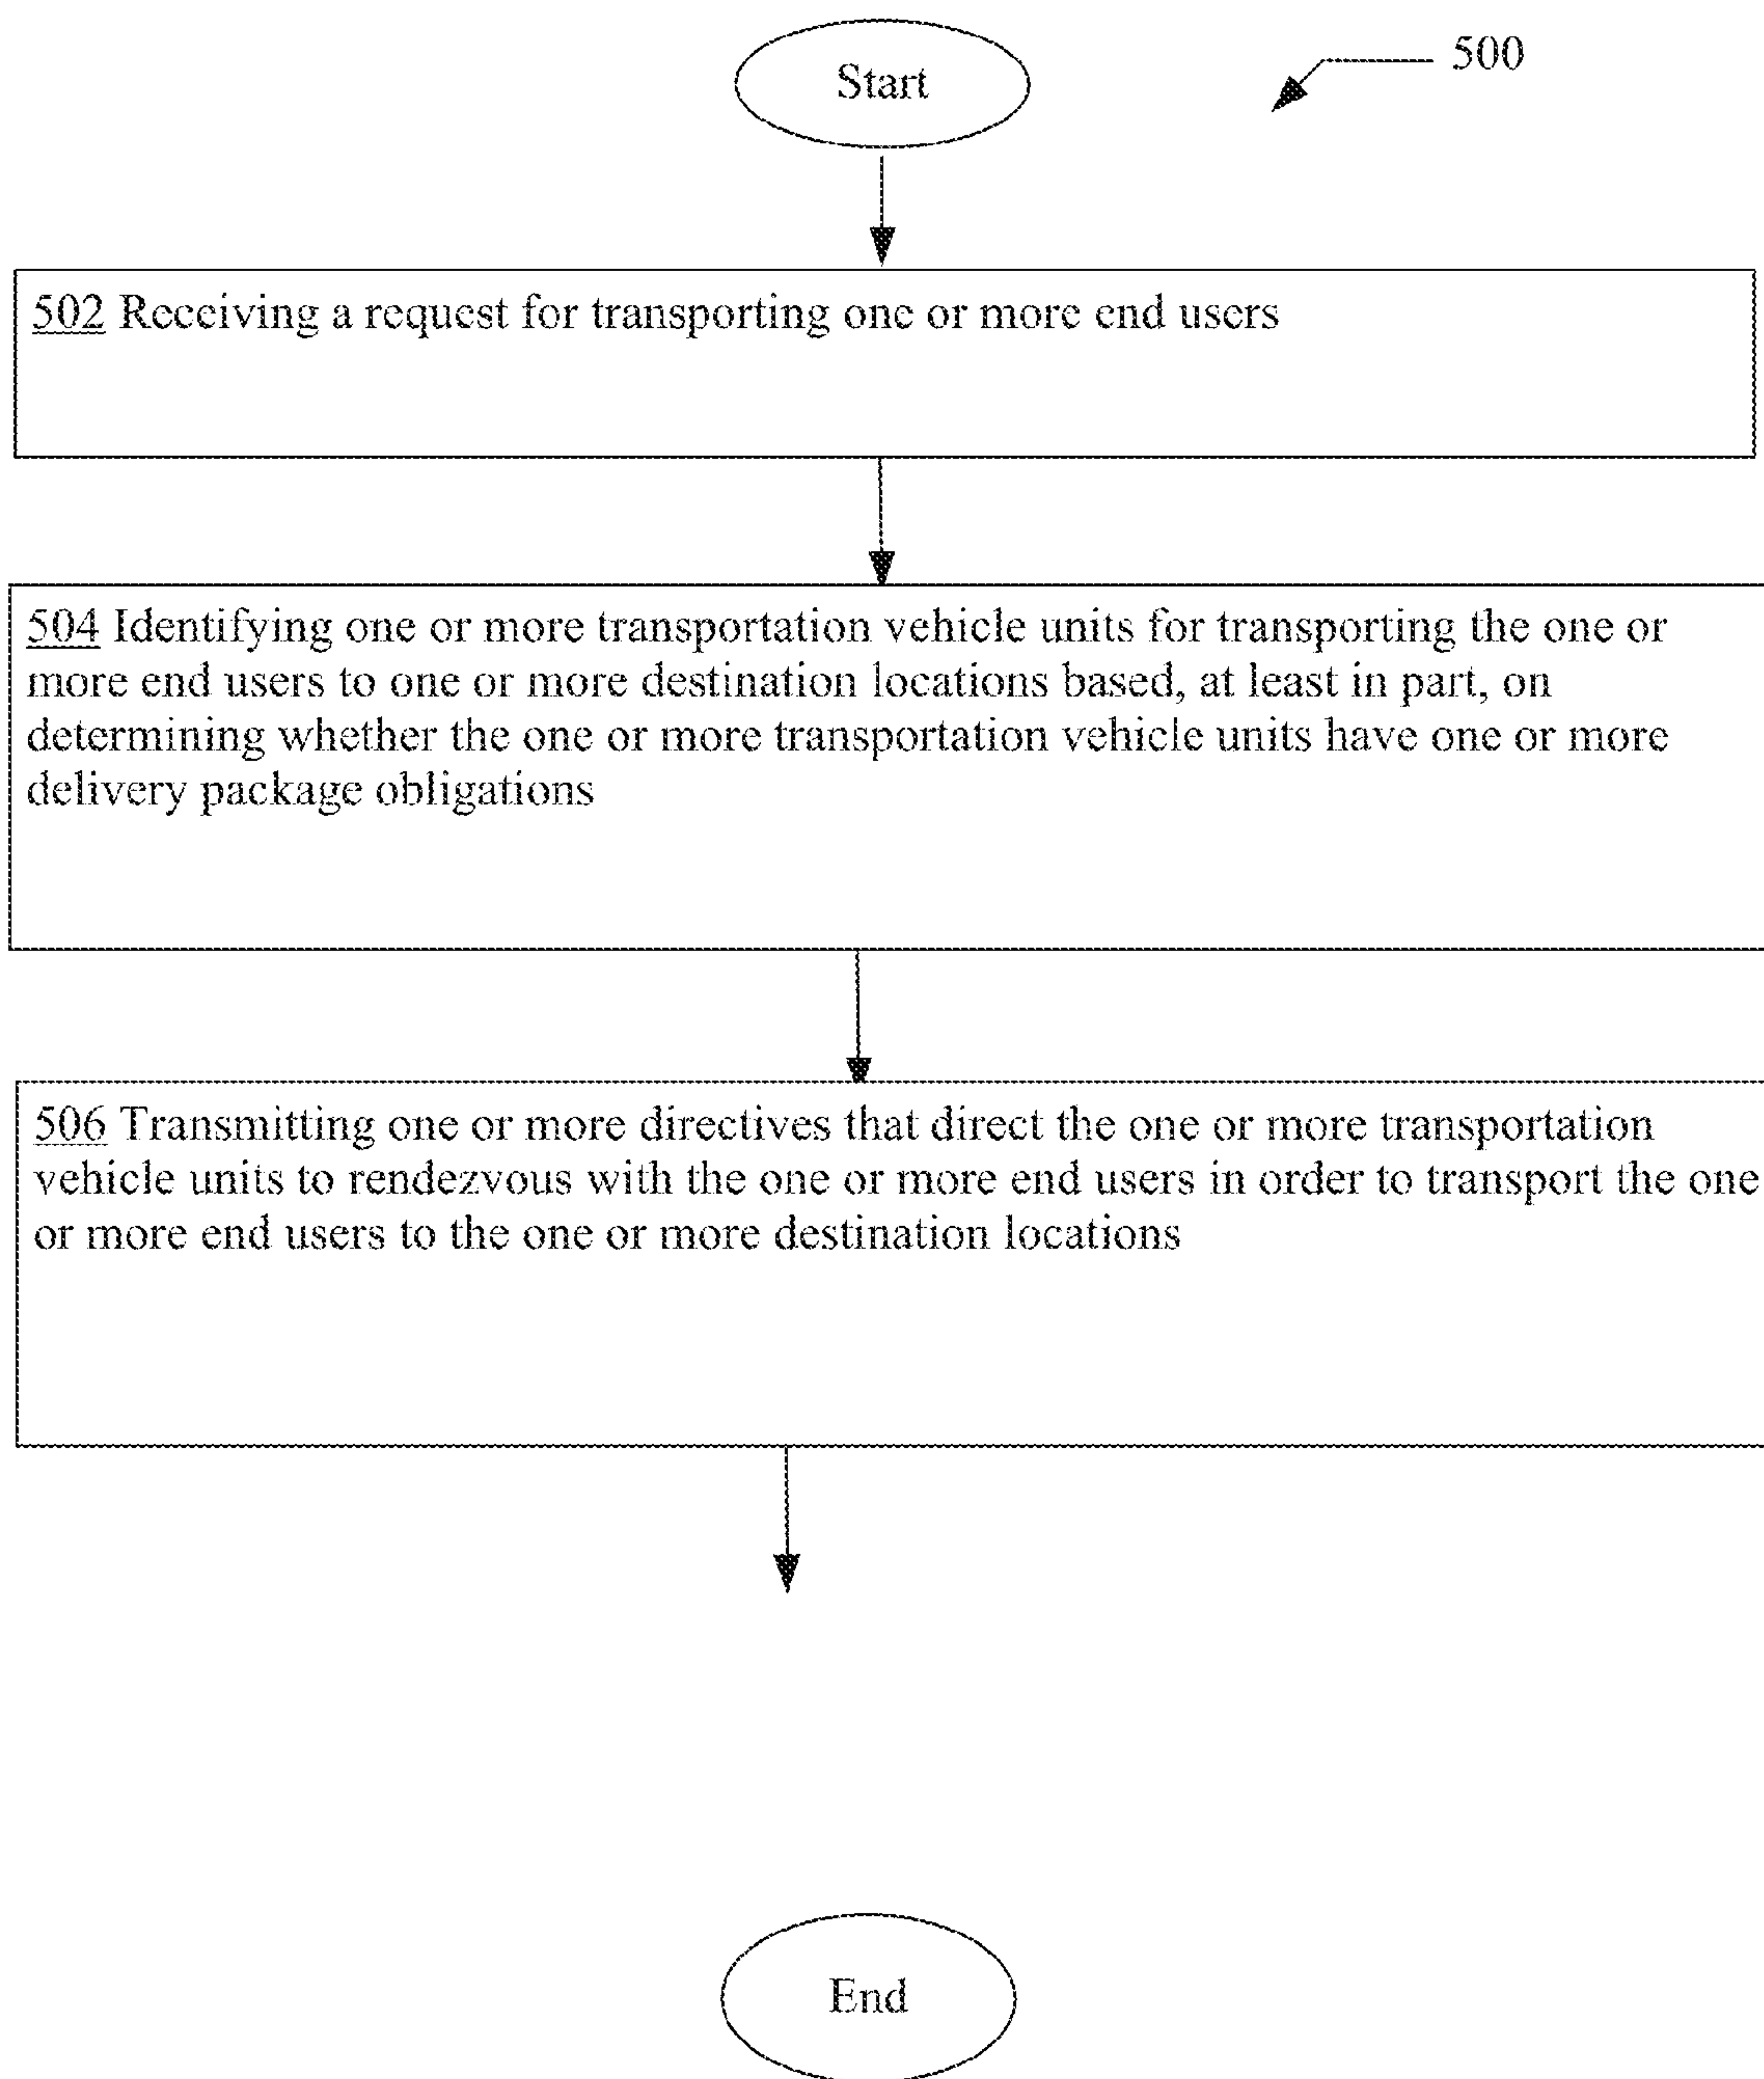 Start
500
502 Receiving a request for transporting one or more end users
504 Identifying one or more transportation vehicle units for transporting the one or
more end users to one or more destination locations based, at least in part, on
determining whether the one or more transportation vehicle units have one or more
delivery package obligations
506 Transmitting one or more directives that direct the one or more transportation
vehicle units to rendezvous with the one or more end users in order to transport the one
or more end users to the one or more destination locations
End